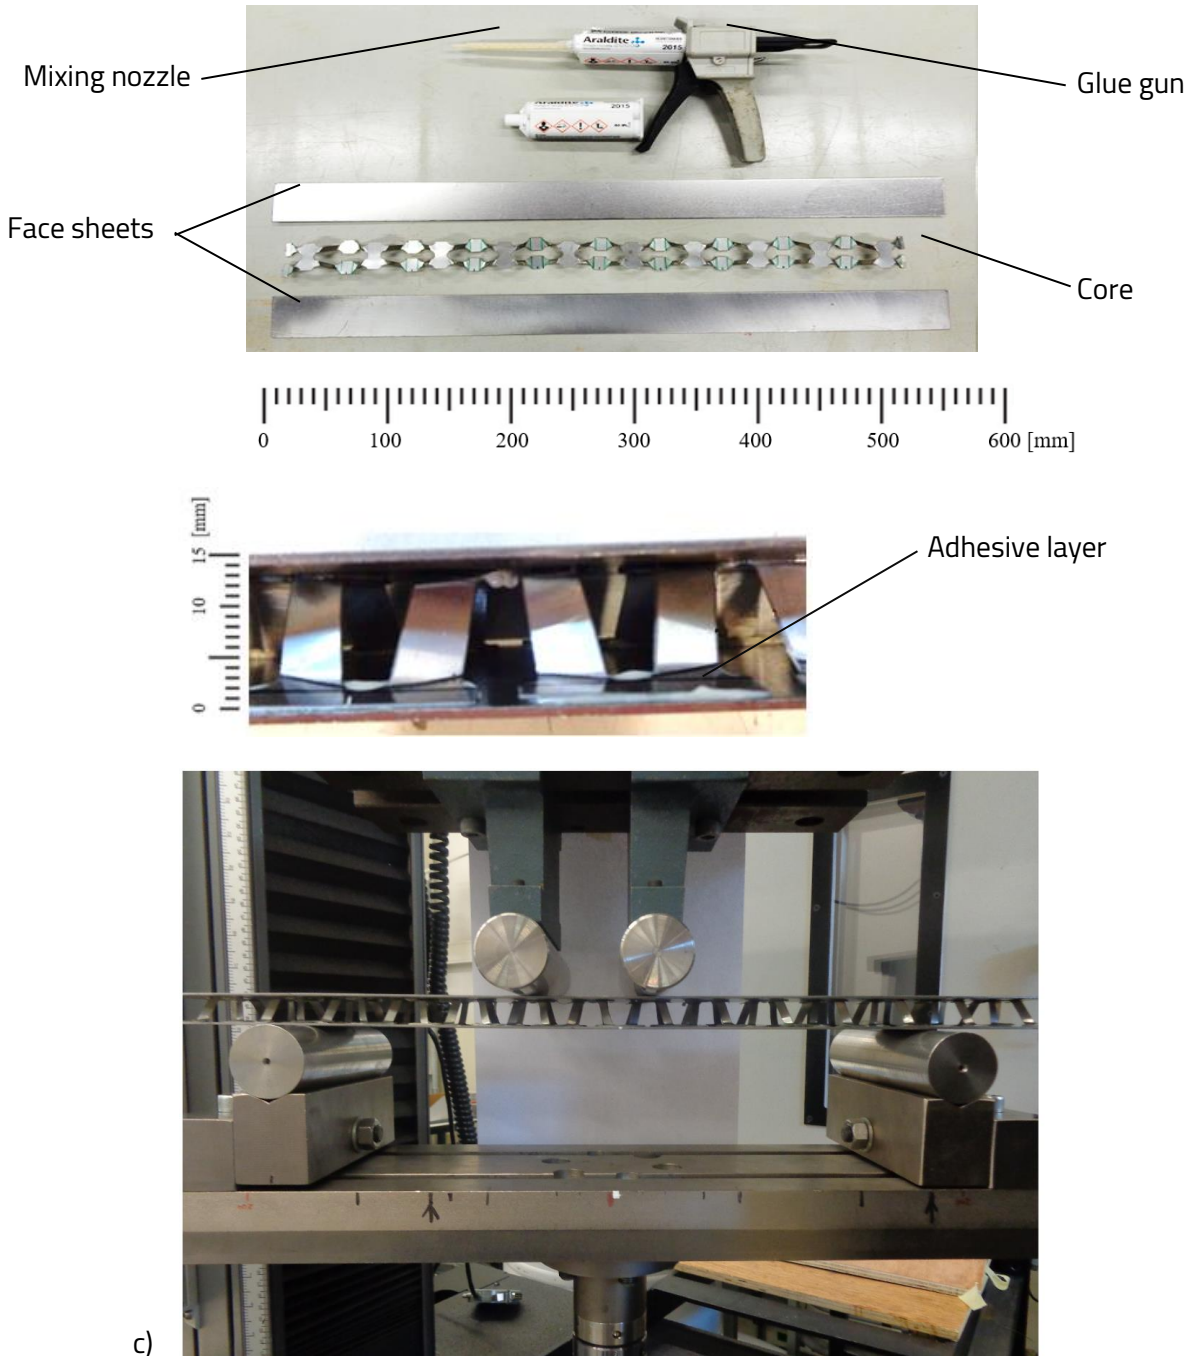 Mixing nozzle
Araldite
2015
Glue gun
Araldite
2015
Face sheets
Core
0 100 200 300 400 500 600 [mm]
[mm]
15
10
0
Adhesive layer
c)